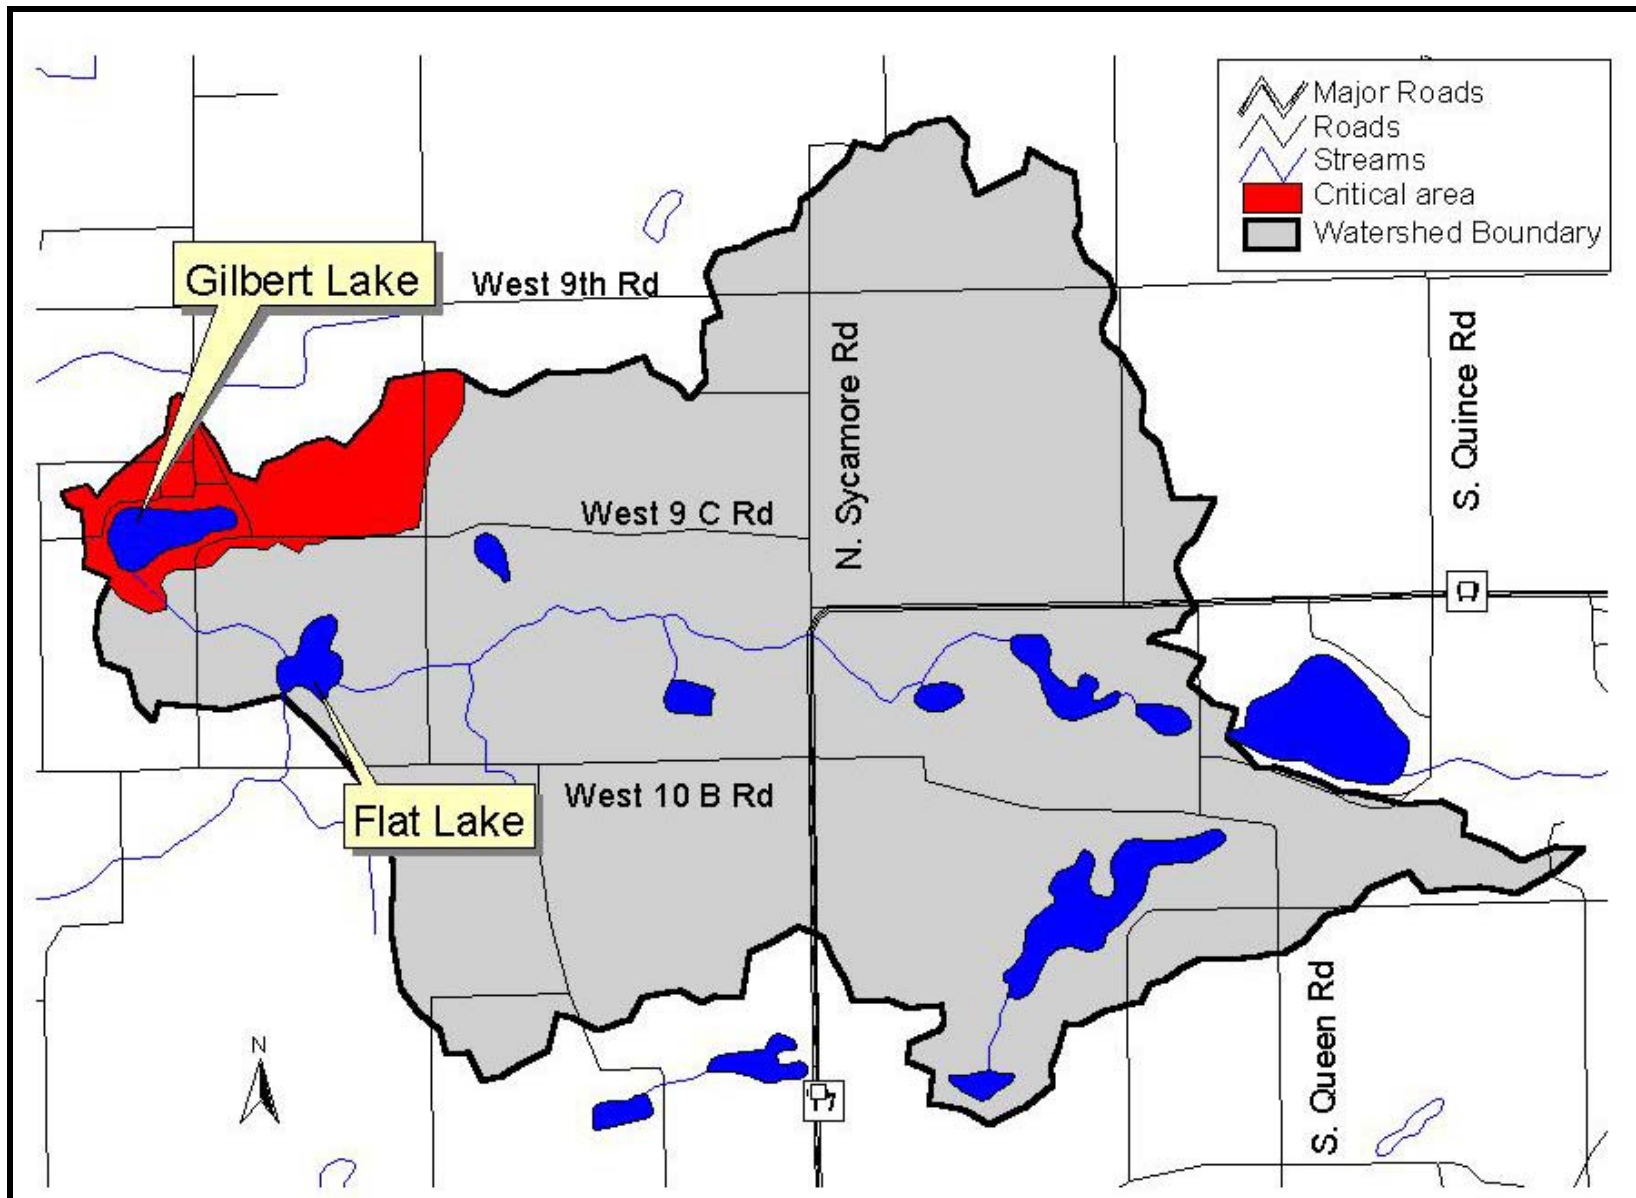 Major Roads
Roads
Streams
Critical area
Watershed Boundary
Gilbert Lake
West 9th Rd
N. Sycamore Rd
S. Quince Rd
West 9 C Rd
West 10 B Rd
Flat Lake
S. Queen Rd
N